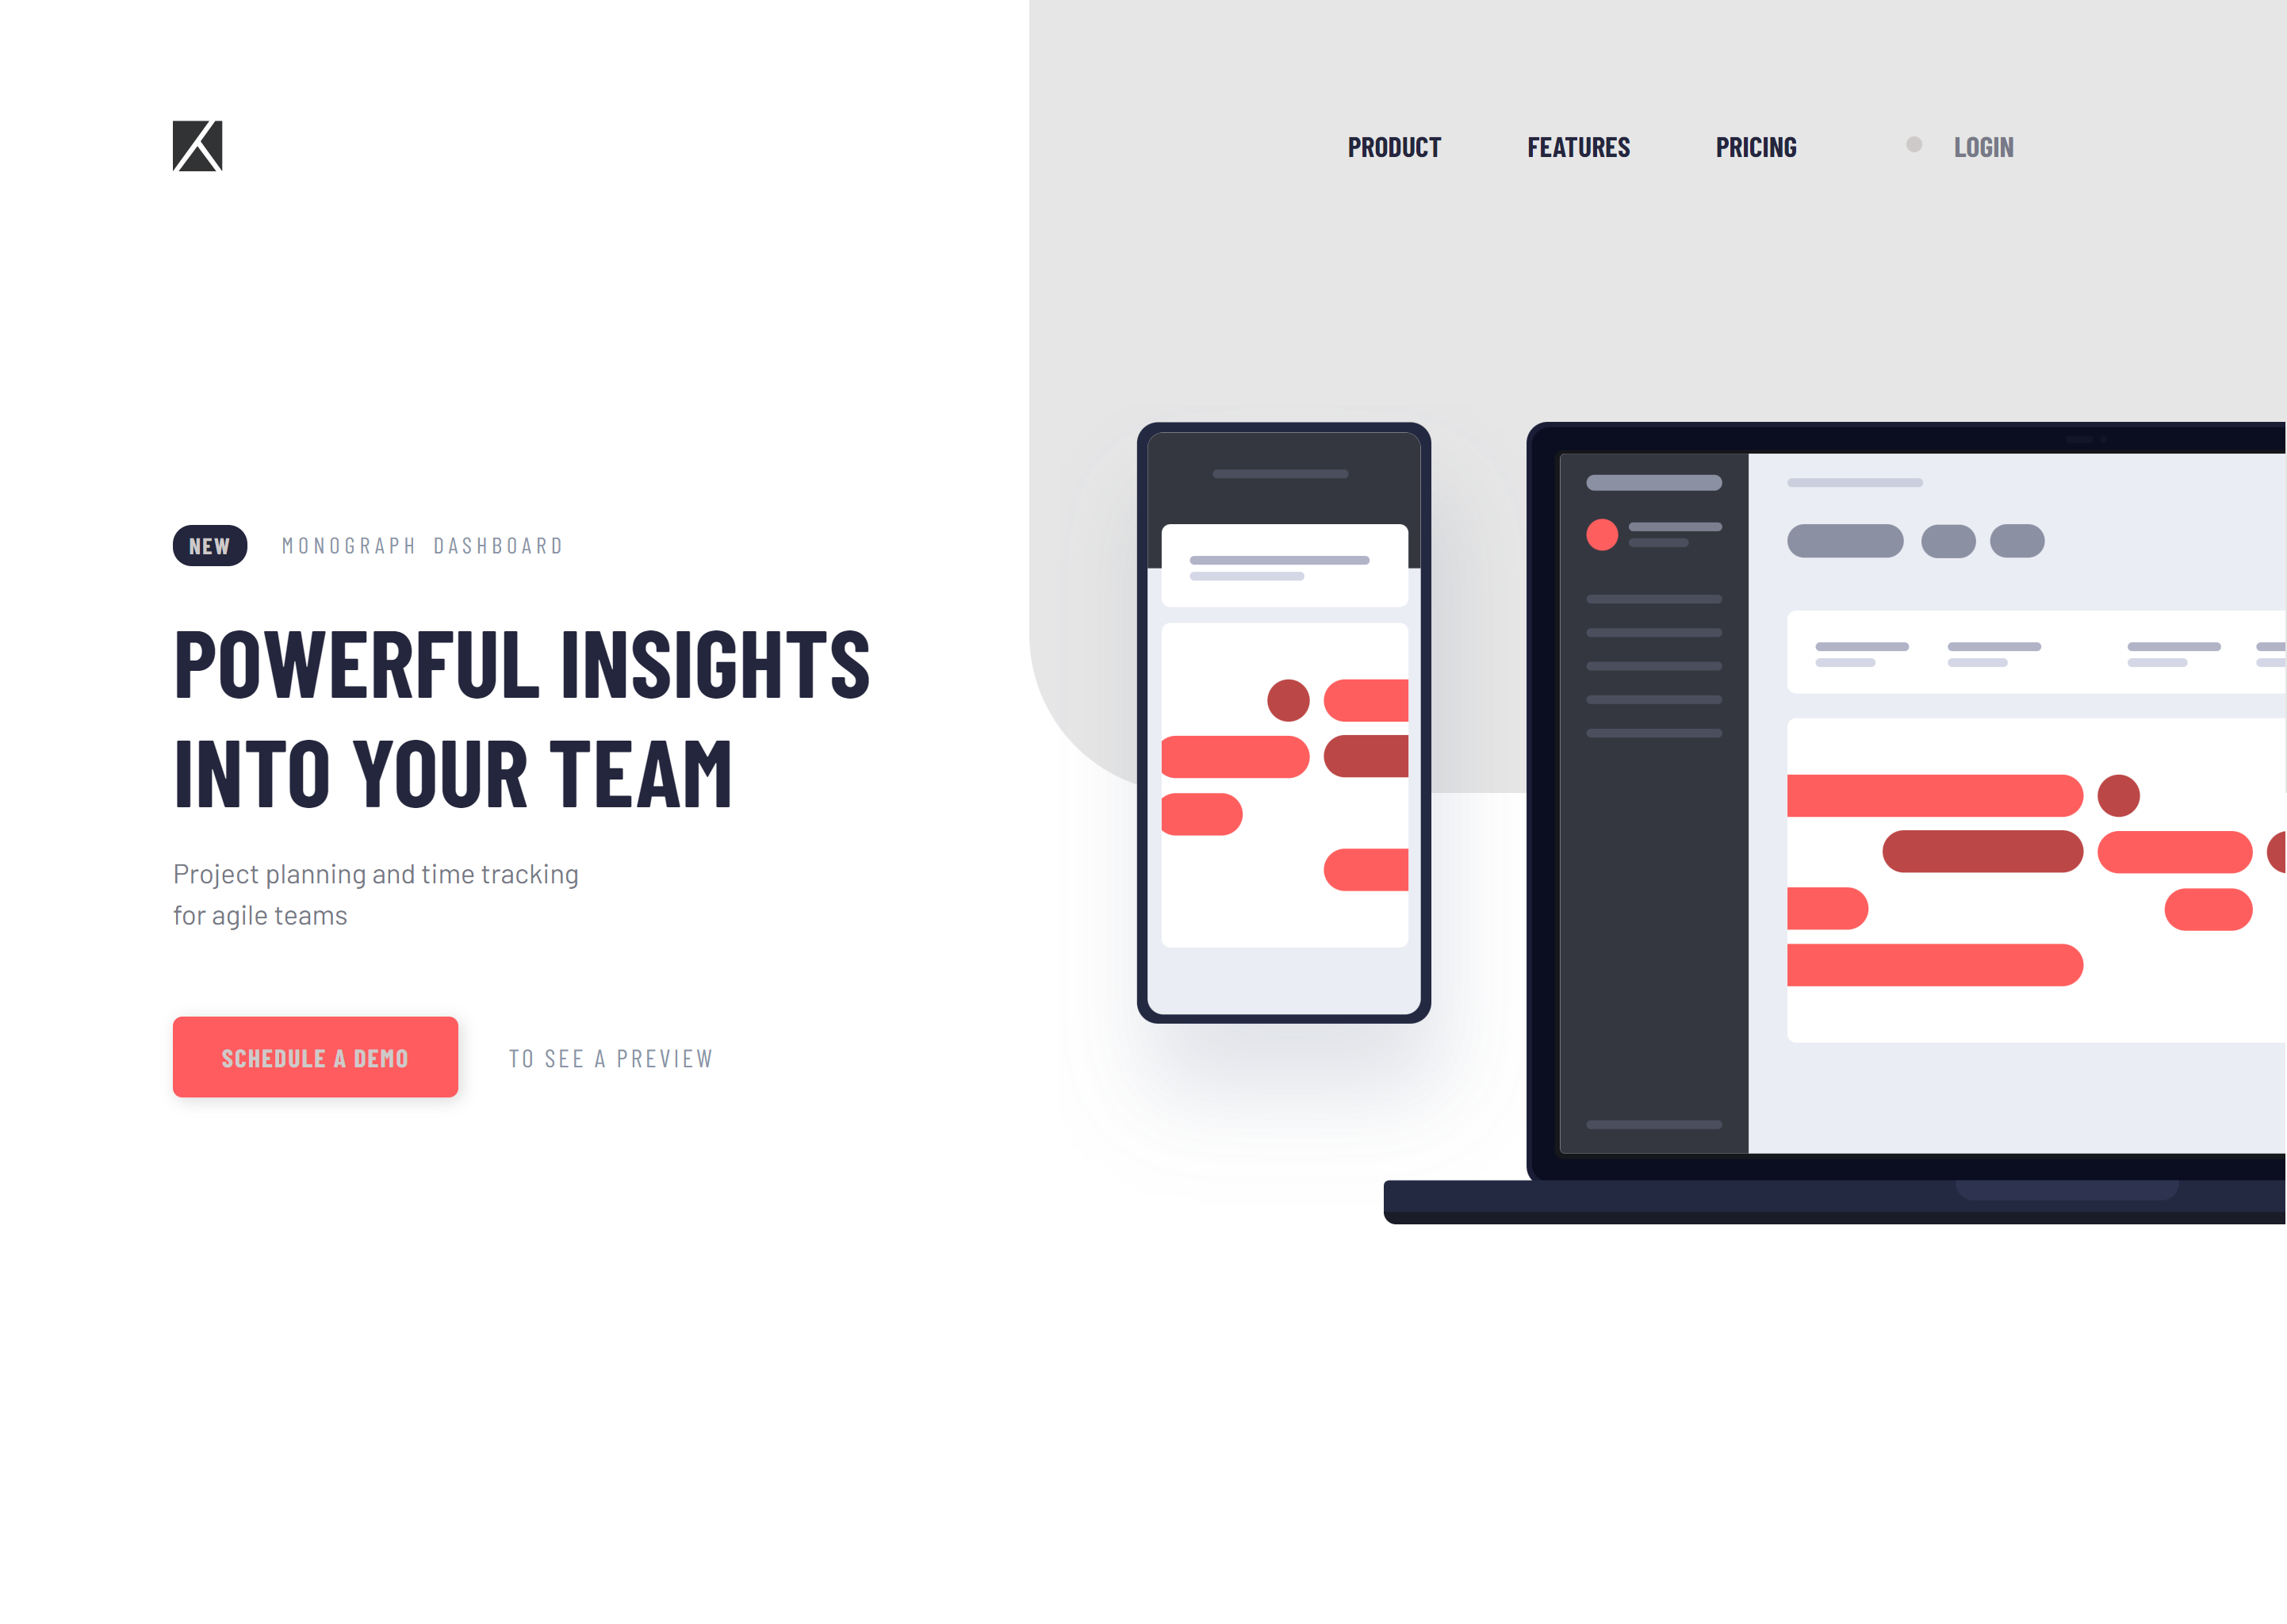 PRODUCT FEATURES PRICING LOGIN
NEW MONOGRAPH DASHBOARD
POWERFUL INSIGHTS
INTO YOUR TEAM
Project planning and time tracking
for agile teams
SCHEDULE A DEMO TO SEE A PREVIEW